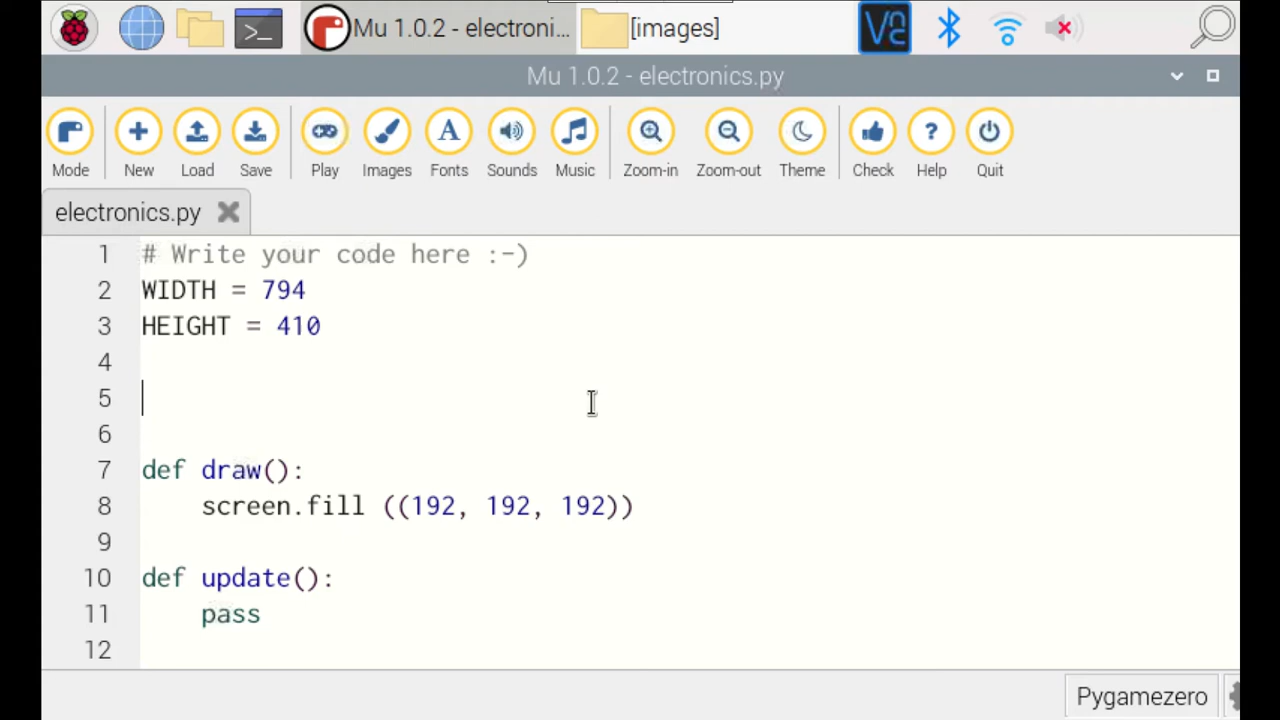 Mu 1.0.2 - electroni... [images]
Mu 1.0.2 - electronics.py
Mode New Load Save Play Images Fonts Sounds Music Zoom-in Zoom-out Theme Check Help Quit
electronics.py
1 # Write your code here :-)
2 WIDTH = 794
3 HEIGHT = 410
4
5
6
7 def draw():
8 screen.fill ((192, 192, 192))
9
10 def update():
11 pass
12
Pygamezero